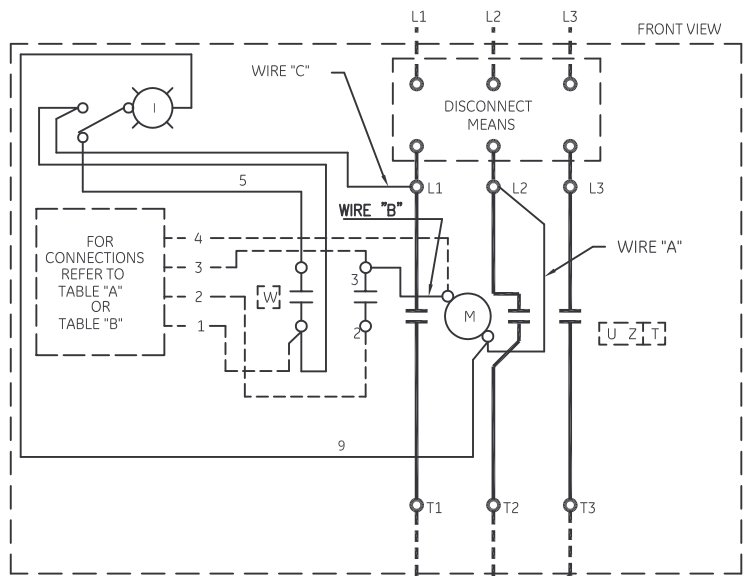 L1 L2 L3
FRONT VIEW
WIRE "C"
I
DISCONNECT
MEANS
L1 L2 L3
5
WIRE "B"
WIRE "A"
FOR
CONNECTIONS
REFER TO
TABLE "A"
OR
TABLE "B"
4
3
2
1
W
3
2
M
U Z T
9
T1 T2 T3